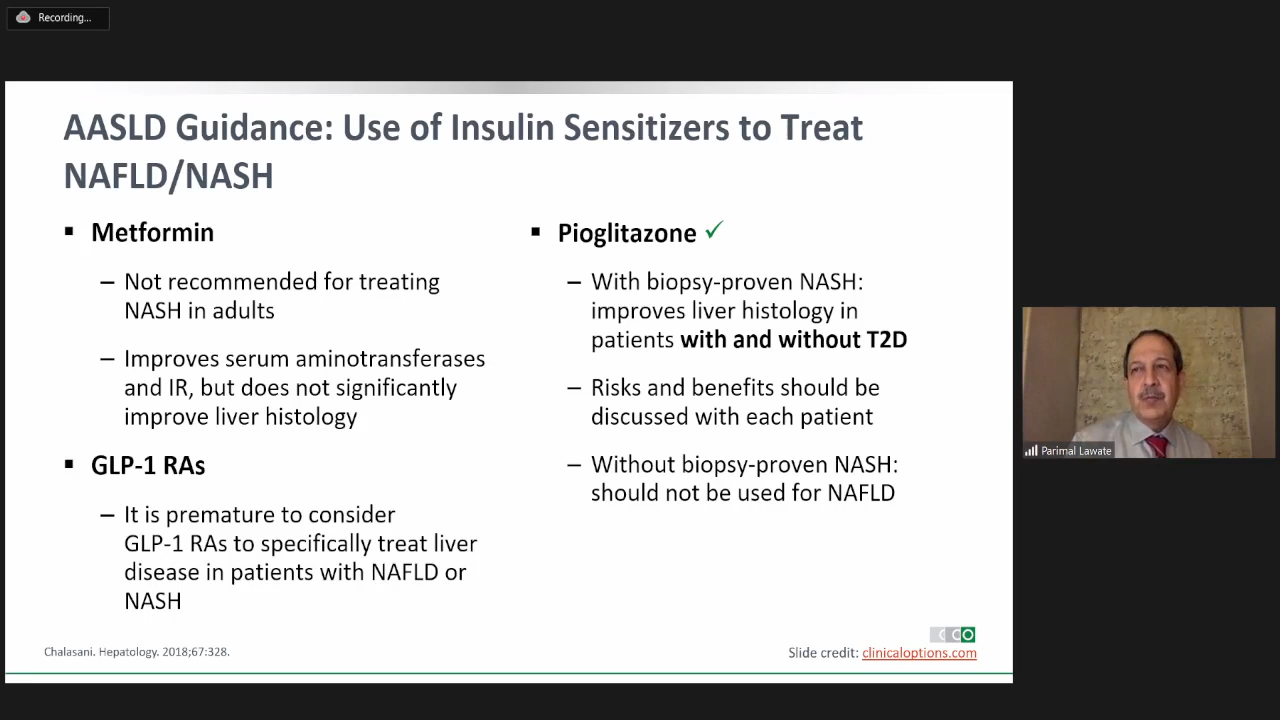 Recording...
AASLD Guidance: Use of Insulin Sensitizers to Treat
NAFLD/NASH
▪ Metformin
– Not recommended for treating
NASH in adults
– Improves serum aminotransferases
and IR, but does not significantly
improve liver histology
▪ GLP-1 RAs
– It is premature to consider
GLP-1 RAs to specifically treat liver
disease in patients with NAFLD or
NASH
▪ Pioglitazone ✓
– With biopsy-proven NASH:
improves liver histology in
patients with and without T2D
– Risks and benefits should be
discussed with each patient
– Without biopsy-proven NASH:
should not be used for NAFLD
Chalasani. Hepatology. 2018;67:328.
CCO
Slide credit: clinicaloptions.com
Parimal Lawate